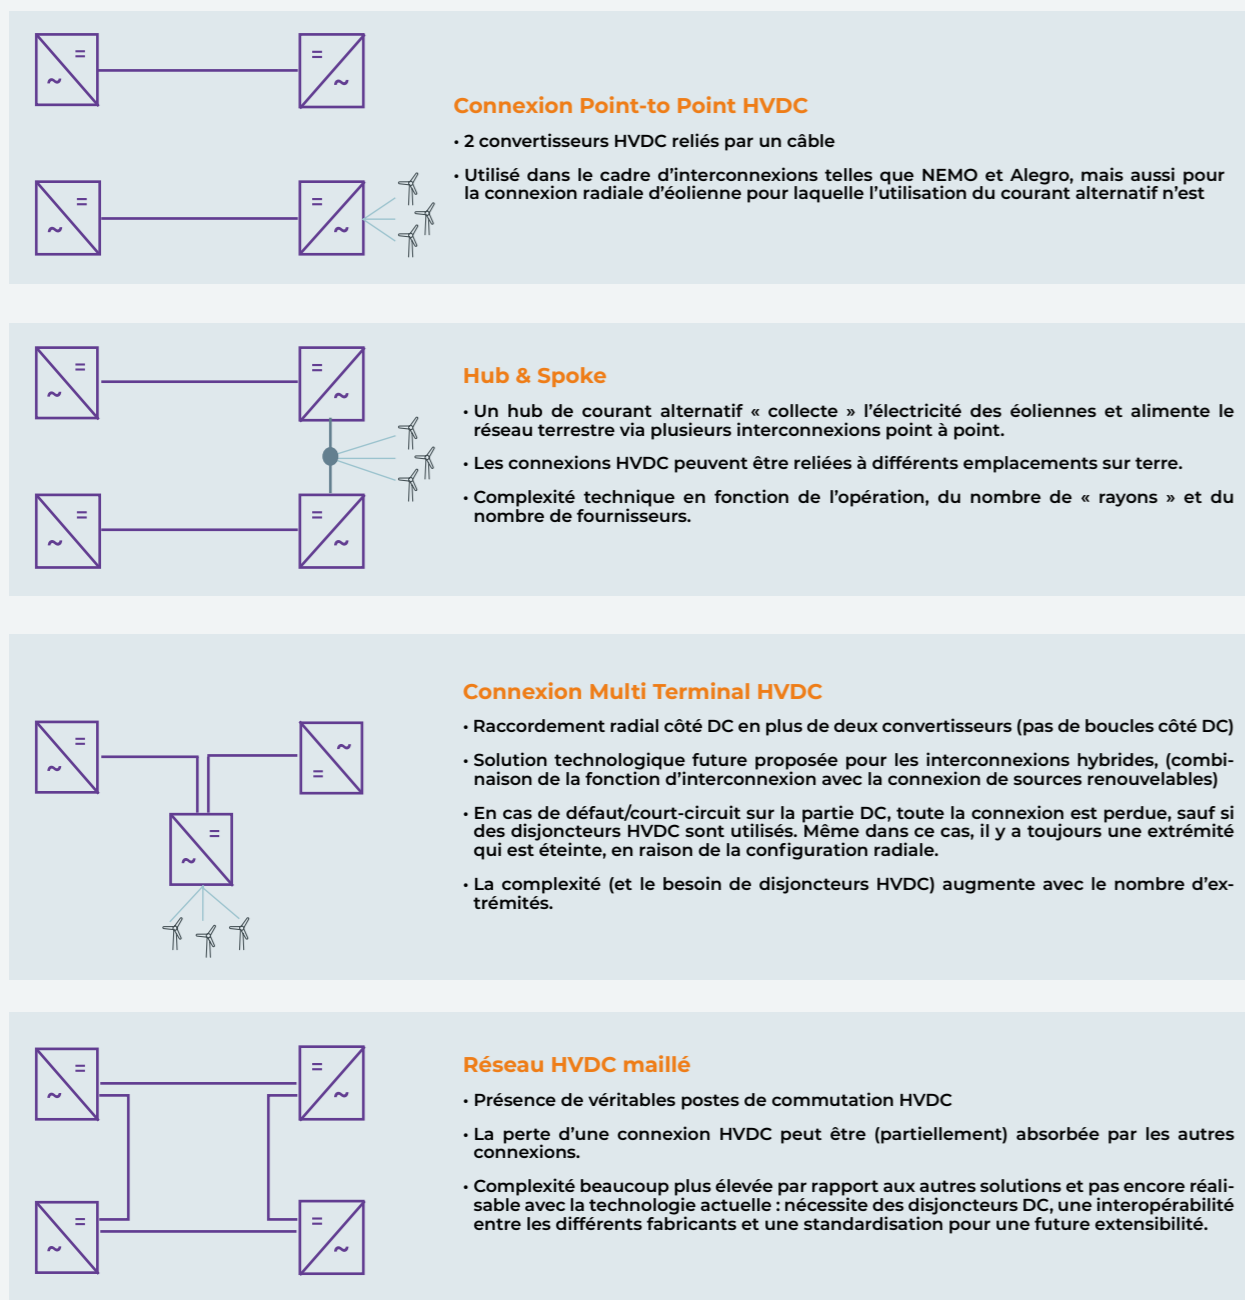 = = 
~ ~
Connexion Point-to Point HVDC
• 2 convertisseurs HVDC reliés par un câble
• Utilisé dans le cadre d’interconnexions telles que NEMO et Alegro, mais aussi pour
la connexion radiale d’éolienne pour laquelle l’utilisation du courant alternatif n’est
= =
~ ~
= =
~ ~
Hub & Spoke
• Un hub de courant alternatif « collecte » l’électricité des éoliennes et alimente le
réseau terrestre via plusieurs interconnexions point à point.
• Les connexions HVDC peuvent être reliées à différents emplacements sur terre.
• Complexité technique en fonction de l’opération, du nombre de « rayons » et du
nombre de fournisseurs.
= =
~ ~
Connexion Multi Terminal HVDC
• Raccordement radial côté DC en plus de deux convertisseurs (pas de boucles côté DC)
• Solution technologique future proposée pour les interconnexions hybrides, (combi-
naison de la fonction d’interconnexion avec la connexion de sources renouvelables)
• En cas de défaut/court-circuit sur la partie DC, toute la connexion est perdue, sauf si
des disjoncteurs HVDC sont utilisés. Même dans ce cas, il y a toujours une extrémité
qui est éteinte, en raison de la configuration radiale.
• La complexité (et le besoin de disjoncteurs HVDC) augmente avec le nombre d’ex-
trémités.
= ~
~ =
=
~
Réseau HVDC maillé
• Présence de véritables postes de commutation HVDC
• La perte d’une connexion HVDC peut être (partiellement) absorbée par les autres
connexions.
• Complexité beaucoup plus élevée par rapport aux autres solutions et pas encore réali-
sable avec la technologie actuelle : nécessite des disjoncteurs DC, une interopérabilité
entre les différents fabricants et une standardisation pour une future extensibilité.
= =
~ ~
= =
~ ~